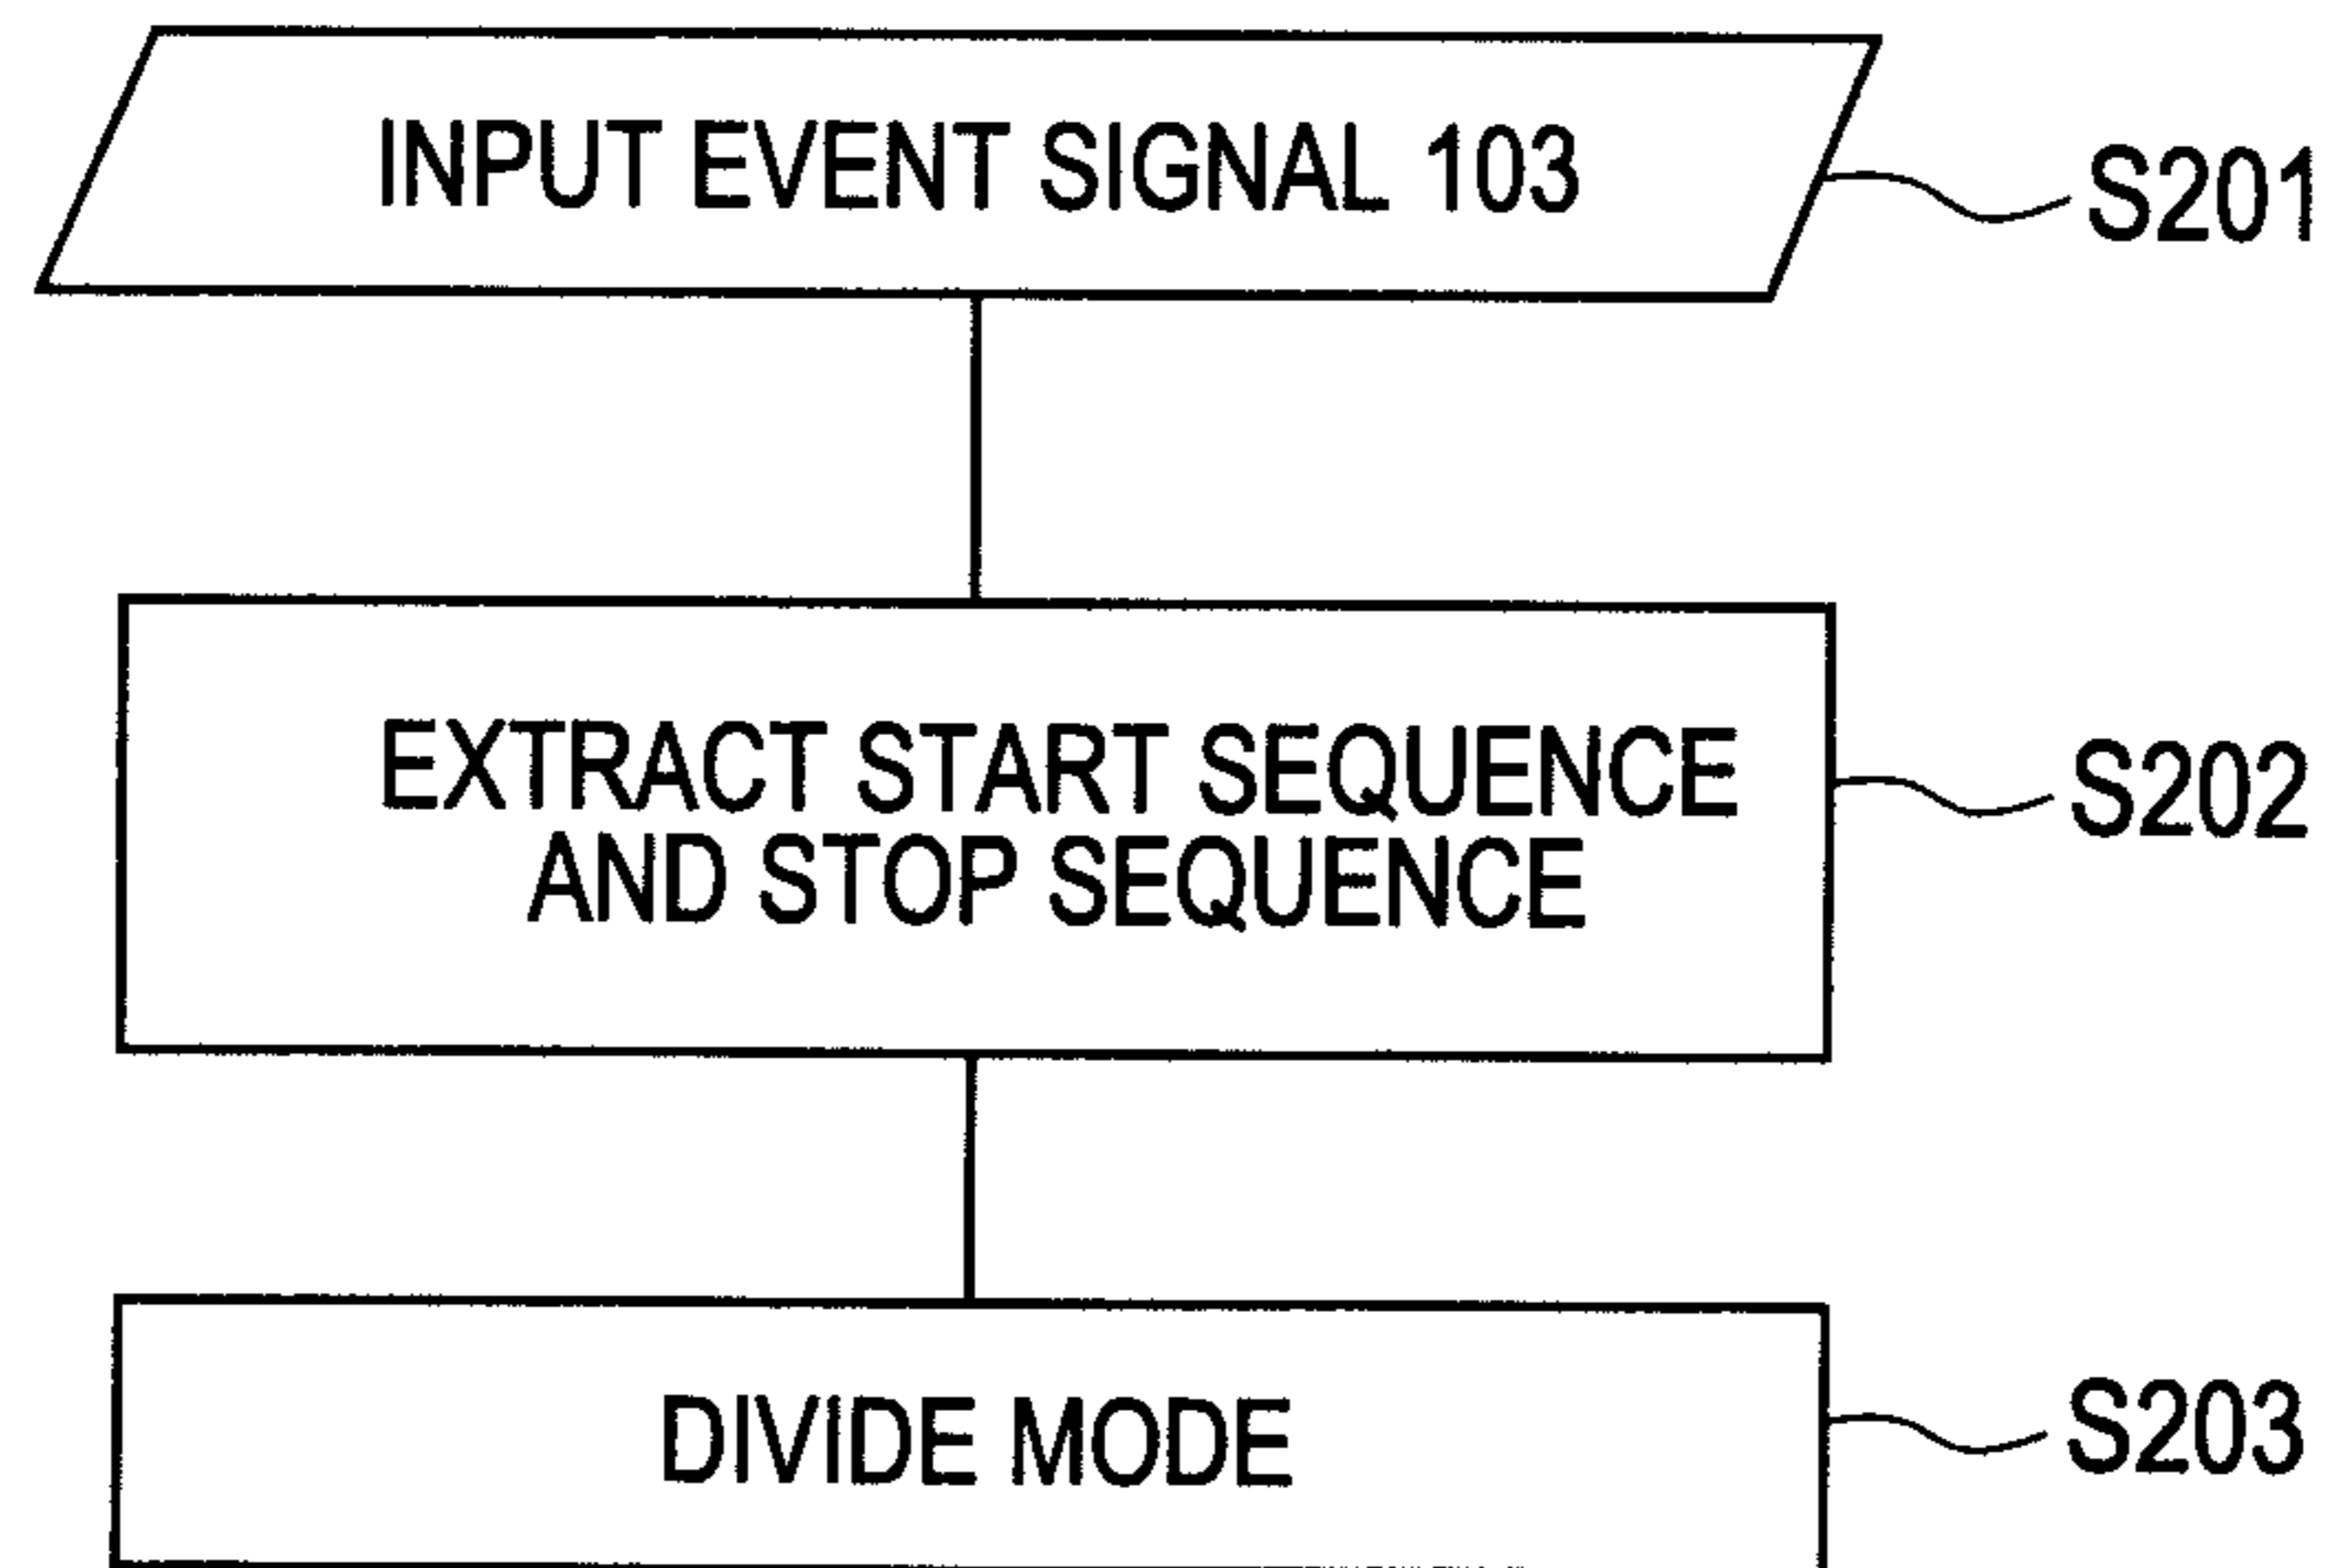 INPUT EVENT SIGNAL 103
S201
EXTRACT START SEQUENCE
AND STOP SEQUENCE
S202
DIVIDE MODE
S203